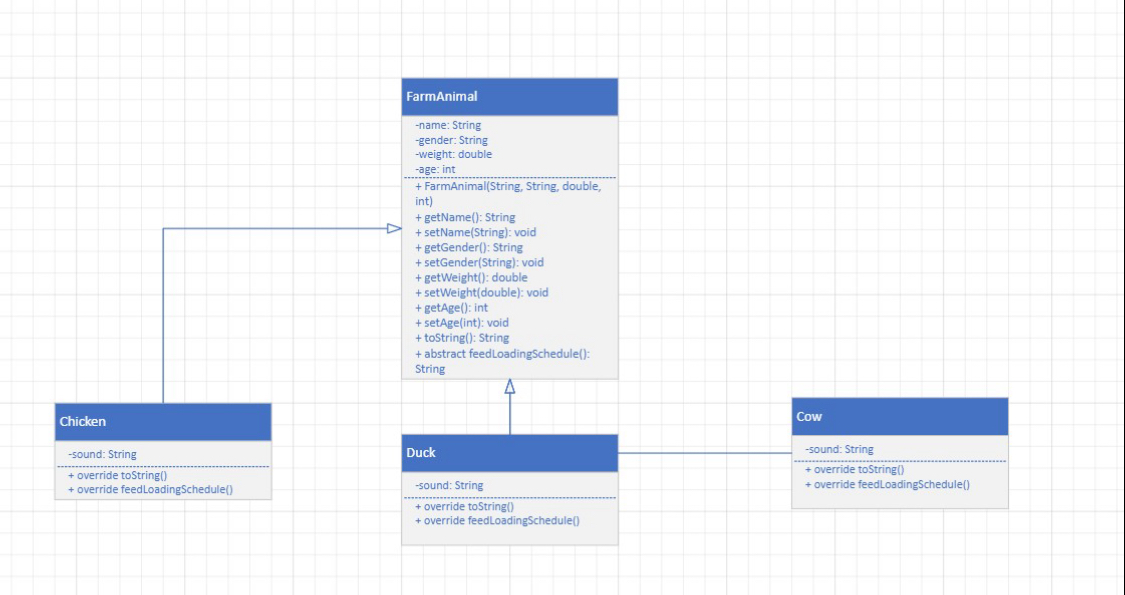 FarmAnimal
-name: String
-gender: String
-weight: double
-age: int
+ FarmAnimal(String, String, double,
int)
+ getName(): String
+ setName(String): void
+ getGender(): String
+ setGender(String): void
+ getWeight(): double
+ setWeight(double): void
+ getAge(): int
+ setAge(int): void
+ toString(): String
+ abstract feedLoadingSchedule():
String
Chicken
-sound: String
+ override toString()
+ override feedLoadingSchedule()
Duck
-sound: String
+ override toString()
+ override feedLoadingSchedule()
Cow
-sound: String
+ override toString()
+ override feedLoadingSchedule()